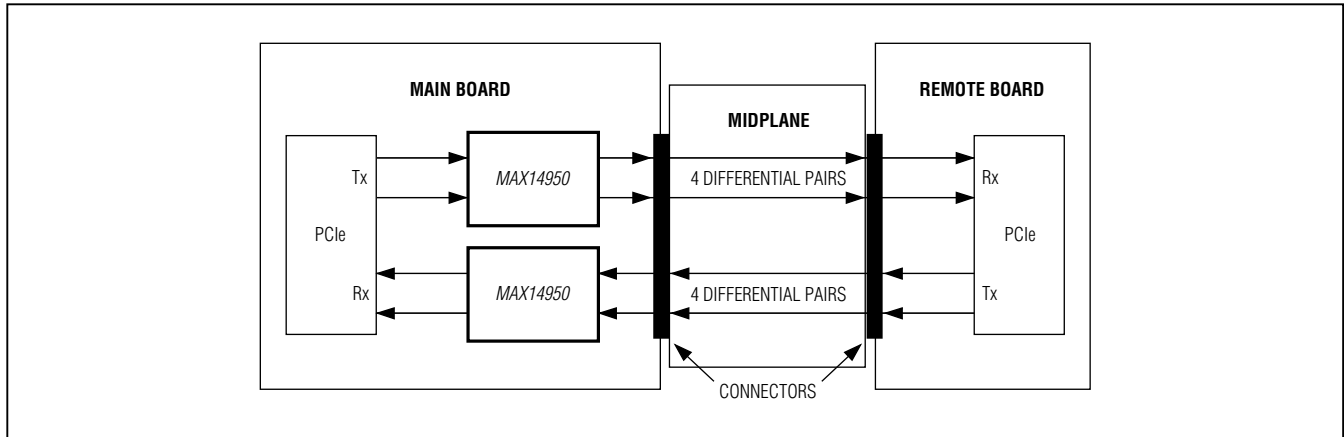 MAIN BOARD
MIDPLANE
REMOTE BOARD
Tx
MAX14950
4 DIFFERENTIAL PAIRS
Rx
PCIe
PCIe
Rx
MAX14950
4 DIFFERENTIAL PAIRS
Tx
CONNECTORS